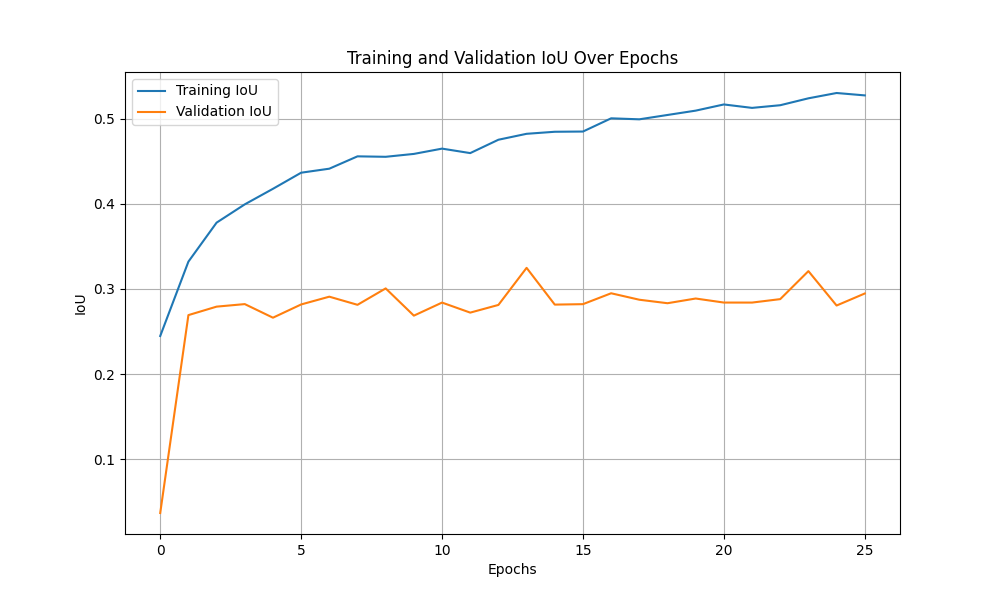 Training and Validation IoU Over Epochs
Training IoU
Validation IoU
0.5
0.4
0.3
0.2
0.1
IoU
0 5 10 15 20 25
Epochs